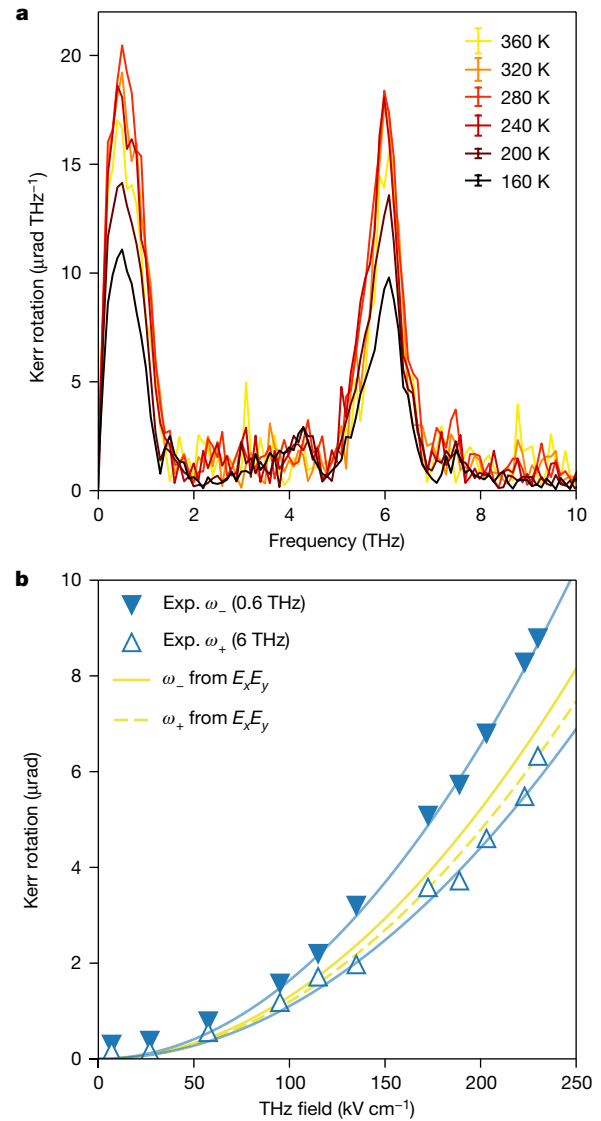 a
20
15
10
5
0
Kerr rotation (μrad THz⁻¹)
360 K
320 K
280 K
240 K
200 K
160 K
0 2 4 6 8 10
Frequency (THz)
b
10
8
6
4
2
0
Kerr rotation (μrad)
Exp. ω₋ (0.6 THz)
Exp. ω₊ (6 THz)
ω₋ from EₓEᵧ
ω₊ from EₓEᵧ
0 50 100 150 200 250
THz field (kV cm⁻¹)